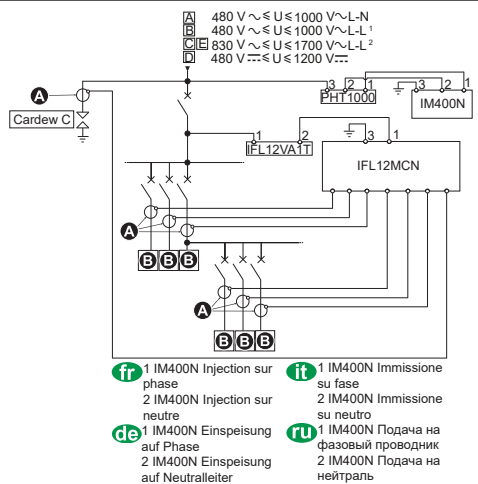 A 480 V ∿ ≤ U ≤ 1000 V∿L-N
B 480 V ∿ ≤ U ≤ 1000 V∿L-L ¹
C E 830 V ∿ ≤ U ≤ 1700 V∿L-L ²
D 480 V ⎓ ≤ U ≤ 1200 V⎓
3 2 1
PHT1000
3 2 1
IM400N
A
Cardew C
1 2
IFL12VA1T
3 1
IFL12MCN
A
B B B
A
B B B
fr 1 IM400N Injection sur
phase
2 IM400N Injection sur
neutre
de 1 IM400N Einspeisung
auf Phase
2 IM400N Einspeisung
auf Neutralleiter
it 1 IM400N Immissione
su fase
2 IM400N Immissione
su neutro
ru 1 IM400N Подача на
фазовый проводник
2 IM400N Подача на
нейтраль